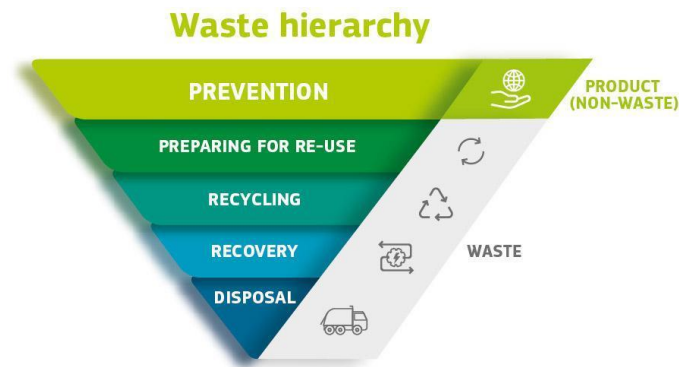 Waste hierarchy
PREVENTION
PRODUCT
(NON-WASTE)
PREPARING FOR RE-USE
RECYCLING
RECOVERY
WASTE
DISPOSAL